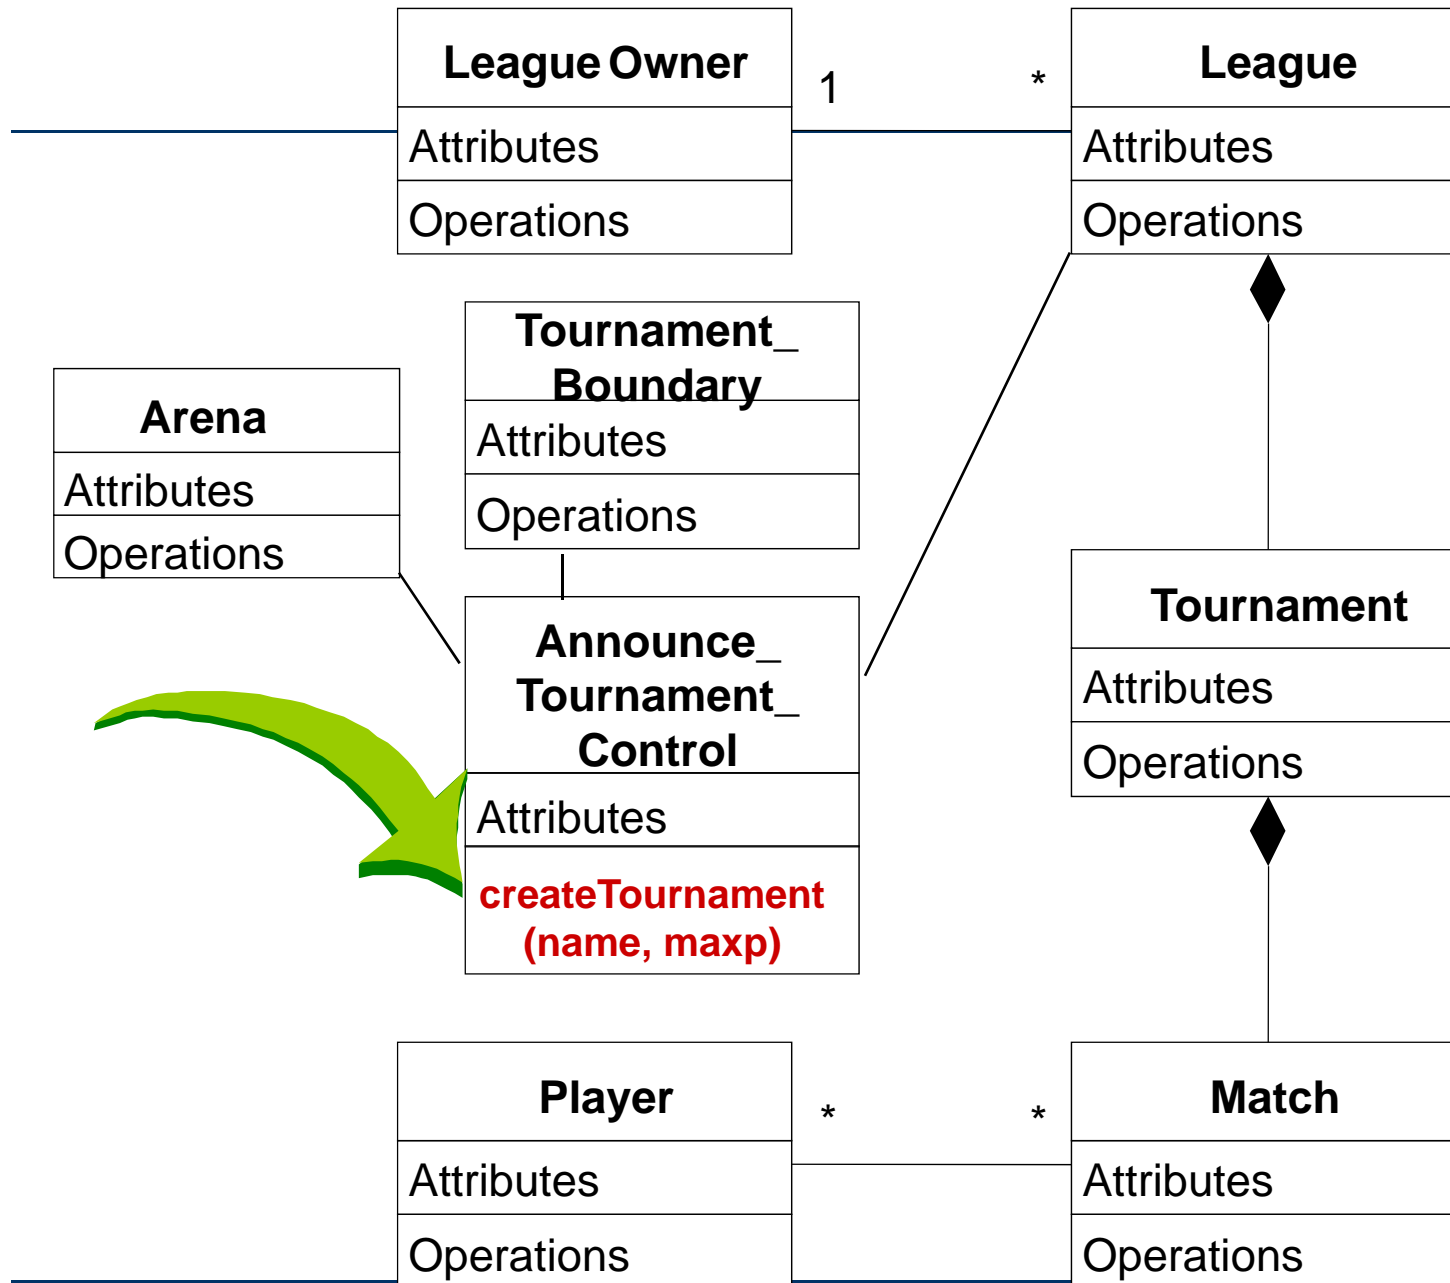 League Owner
1
*
League
Attributes
Operations
Attributes
Operations
Tournament_
Boundary
Attributes
Operations
Arena
Attributes
Operations
Announce_
Tournament_
Control
Attributes
createTournament
(name, maxp)
Tournament
Attributes
Operations
Player
*
*
Match
Attributes
Operations
Attributes
Operations